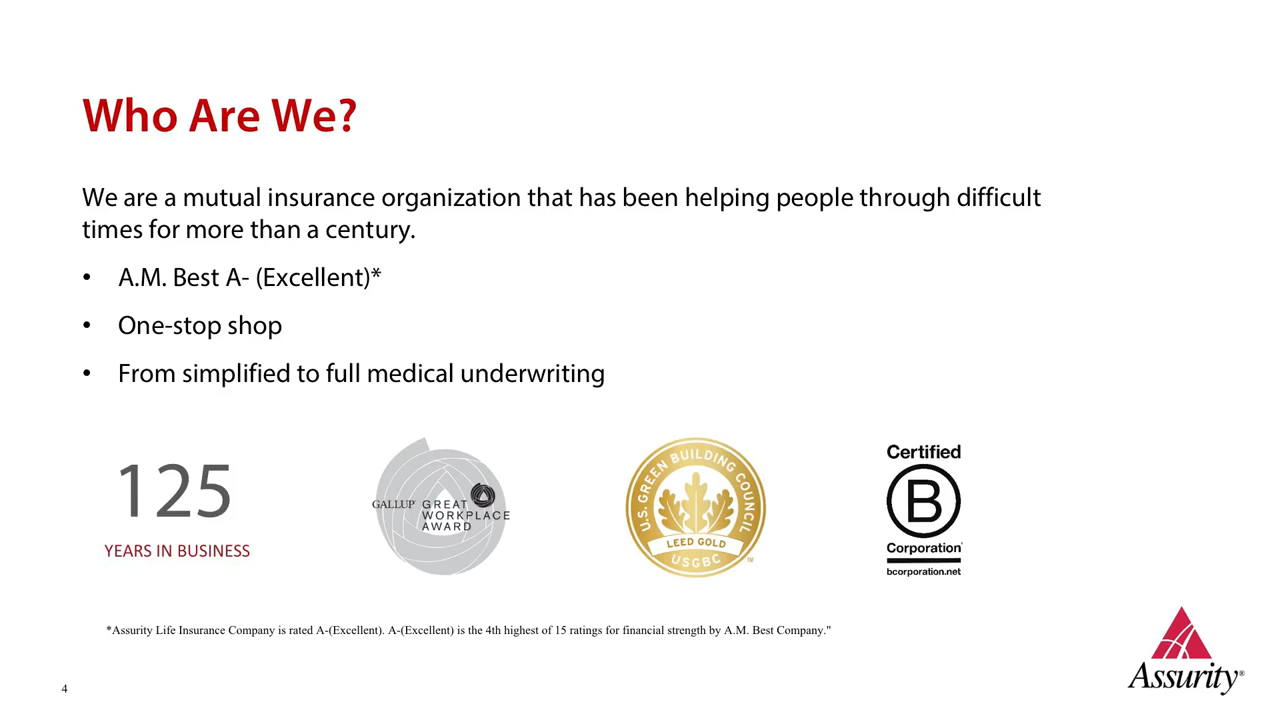 Who Are We?
We are a mutual insurance organization that has been helping people through difficult
times for more than a century.
• A.M. Best A- (Excellent)*
• One-stop shop
• From simplified to full medical underwriting
125
YEARS IN BUSINESS
GALLUP® GREAT
WORKPLACE
AWARD
U.S. GREEN BUILDING COUNCIL
LEED GOLD
USGBC
™
Certified
B
Corporation®
bcorporation.net
*Assurity Life Insurance Company is rated A-(Excellent). A-(Excellent) is the 4th highest of 15 ratings for financial strength by A.M. Best Company."
Assurity®
4